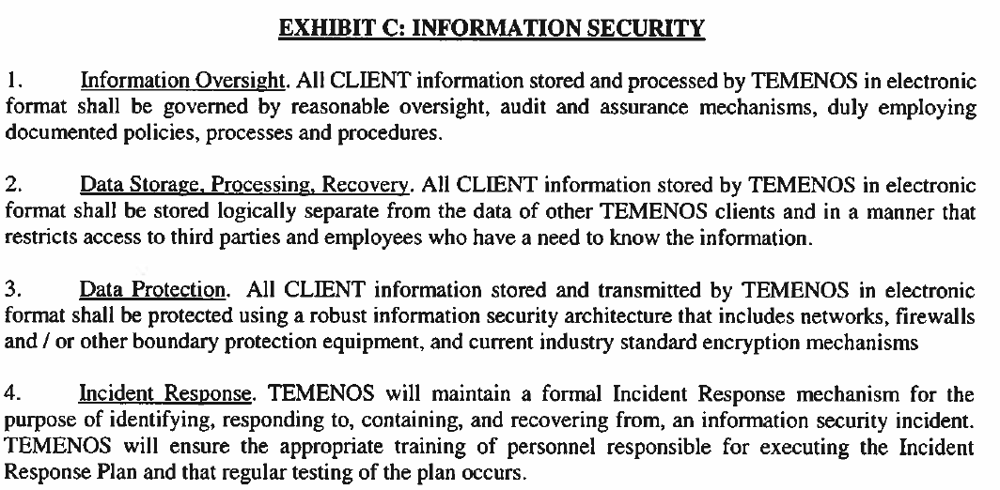 EXHIBIT C: INFORMATION SECURITY
1. Information Oversight. All CLIENT information stored and processed by TEMENOS in electronic
format shall be governed by reasonable oversight, audit and assurance mechanisms, duly employing
documented policies, processes and procedures.
2. Data Storage, Processing, Recovery. All CLIENT information stored by TEMENOS in electronic
format shall be stored logically separate from the data of other TEMENOS clients and in a manner that
restricts access to third parties and employees who have a need to know the information.
3. Data Protection. All CLIENT information stored and transmitted by TEMENOS in electronic
format shall be protected using a robust information security architecture that includes networks, firewalls
and / or other boundary protection equipment, and current industry standard encryption mechanisms
4. Incident Response. TEMENOS will maintain a formal Incident Response mechanism for the
purpose of identifying, responding to, containing, and recovering from, an information security incident.
TEMENOS will ensure the appropriate training of personnel responsible for executing the Incident
Response Plan and that regular testing of the plan occurs.